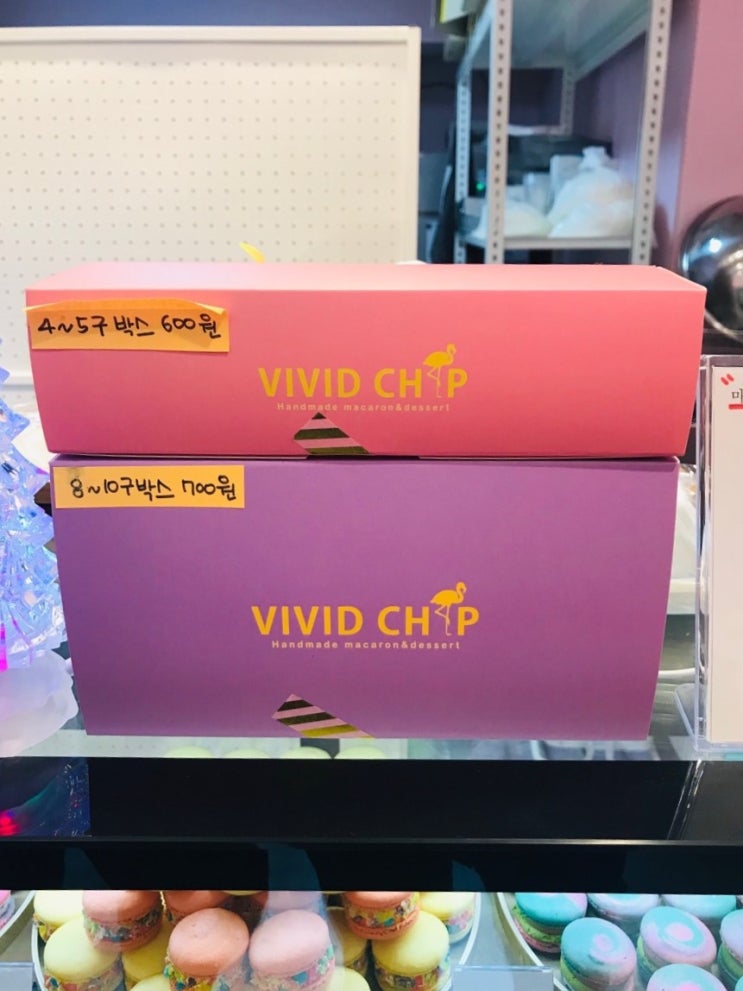 4~5구 박스 600원
VIVID CHIP
Handmade macaron&dessert
8~10구박스 700원
VIVID CHIP
Handmade macaron&dessert